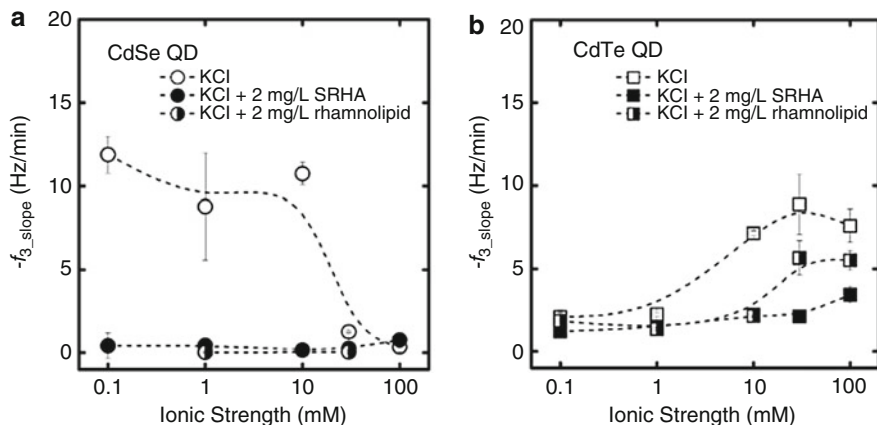 a
CdSe QD
KCl
KCl + 2 mg/L SRHA
KCl + 2 mg/L rhamnolipid
20
15
10
5
0
-f3_slope (Hz/min)
0.1 1 10 100
Ionic Strength (mM)
b
CdTe QD
KCl
KCl + 2 mg/L SRHA
KCl + 2 mg/L rhamnolipid
20
15
10
5
0
-f3_slope (Hz/min)
0.1 1 10 100
Ionic Strength (mM)